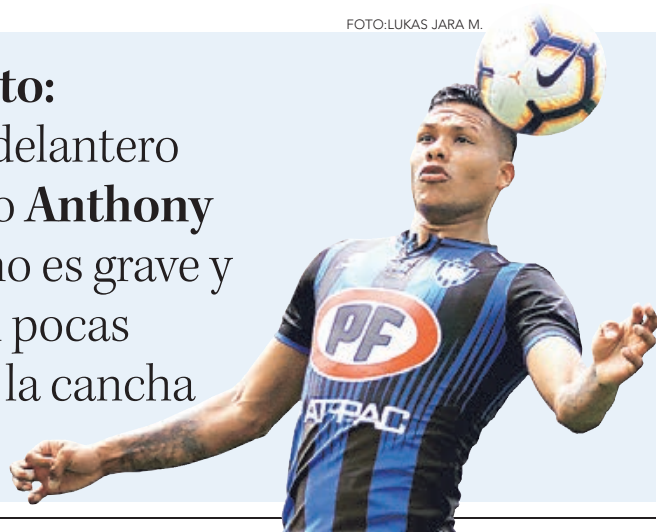 FOTO:LUKAS JARA M.
to:
delantero
o Anthony
no es grave y
pocas
la cancha
PF
ATPAC